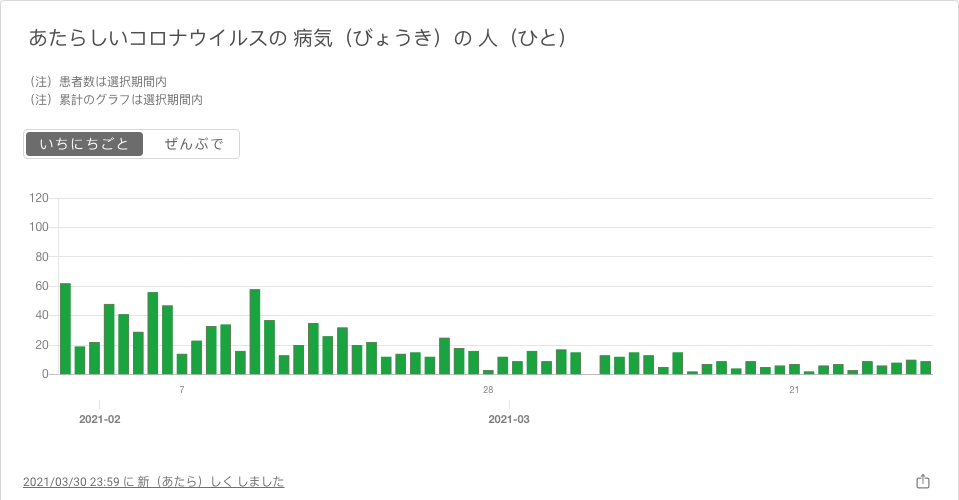 あたらしいコロナウイルスの 病気（びょうき）の 人（ひと）
（注）患者数は選択期間内
（注）累計のグラフは選択期間内
いちにちごと ぜんぶで
120
100
80
60
40
20
0
7 28 21
2021-02 2021-03
2021/03/30 23:59 に 新（あたら）しく しました